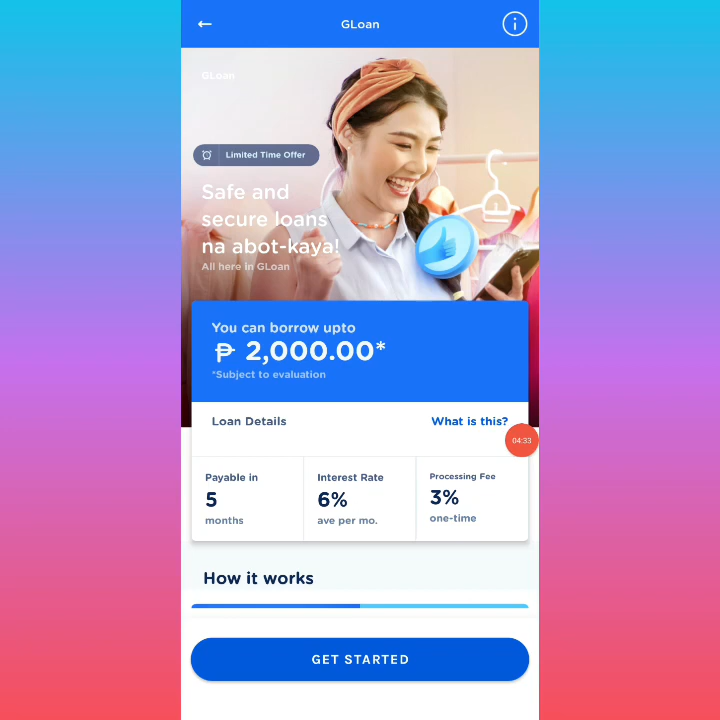 GLoan
GLoan
Limited Time Offer
Safe and
secure loans
na abot-kaya!
All here in GLoan
You can borrow upto
₱ 2,000.00*
*Subject to evaluation
Loan Details
What is this?
04:33
Payable in
5
months
Interest Rate
6%
ave per mo.
Processing Fee
3%
one-time
How it works
GET STARTED